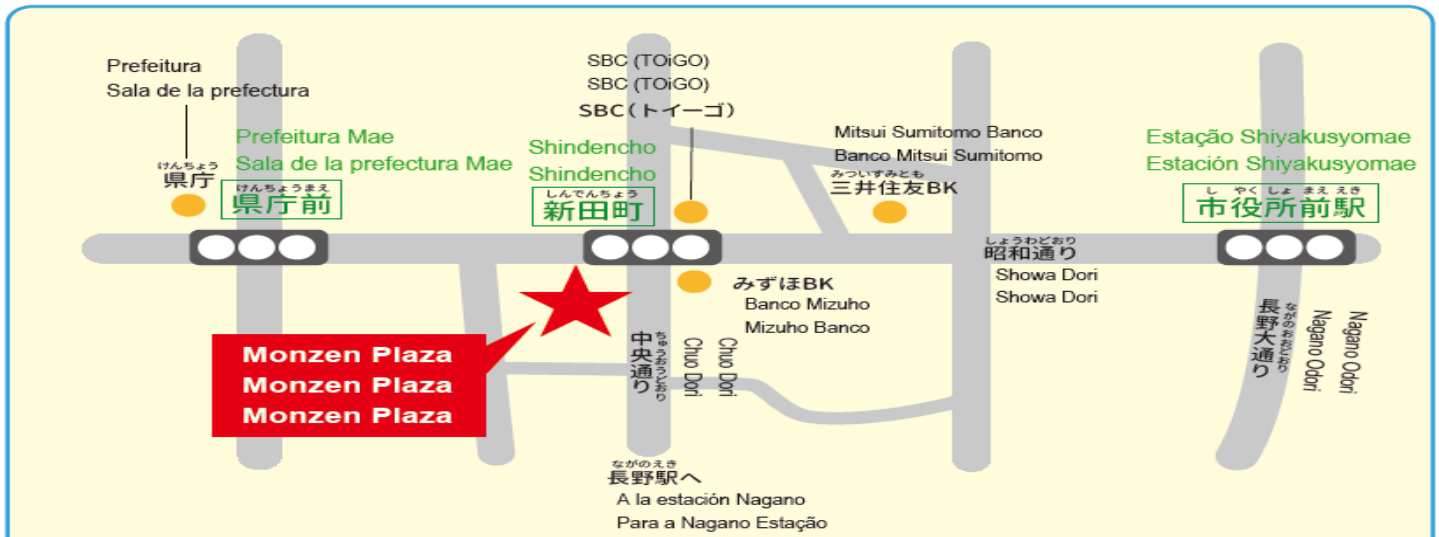 Prefeitura
Sala de la prefectura
けんちょう
県庁
Prefeitura Mae
Sala de la prefectura Mae
けんちょうまえ
県庁前
Shindencho
Shindencho
しんでんちょう
新田町
SBC (TOiGO)
SBC (TOiGO)
SBC(トイーゴ)
Mitsui Sumitomo Banco
Banco Mitsui Sumitomo
みついすみとも
三井住友BK
Estação Shiyakusyomae
Estación Shiyakusyomae
し やく しょ まえ えき
市役所前駅
しょうわどおり
昭和通り
Showa Dori
Showa Dori
みずほBK
Banco Mizuho
Mizuho Banco
Monzen Plaza
Monzen Plaza
Monzen Plaza
ちゅうおうどおり
中央通り
Chuo Dori
Chuo Dori
ながのおおどおり
長野大通り
Nagano Odori
Nagano Odori
ながのえき
長野駅へ
A la estación Nagano
Para a Nagano Estação